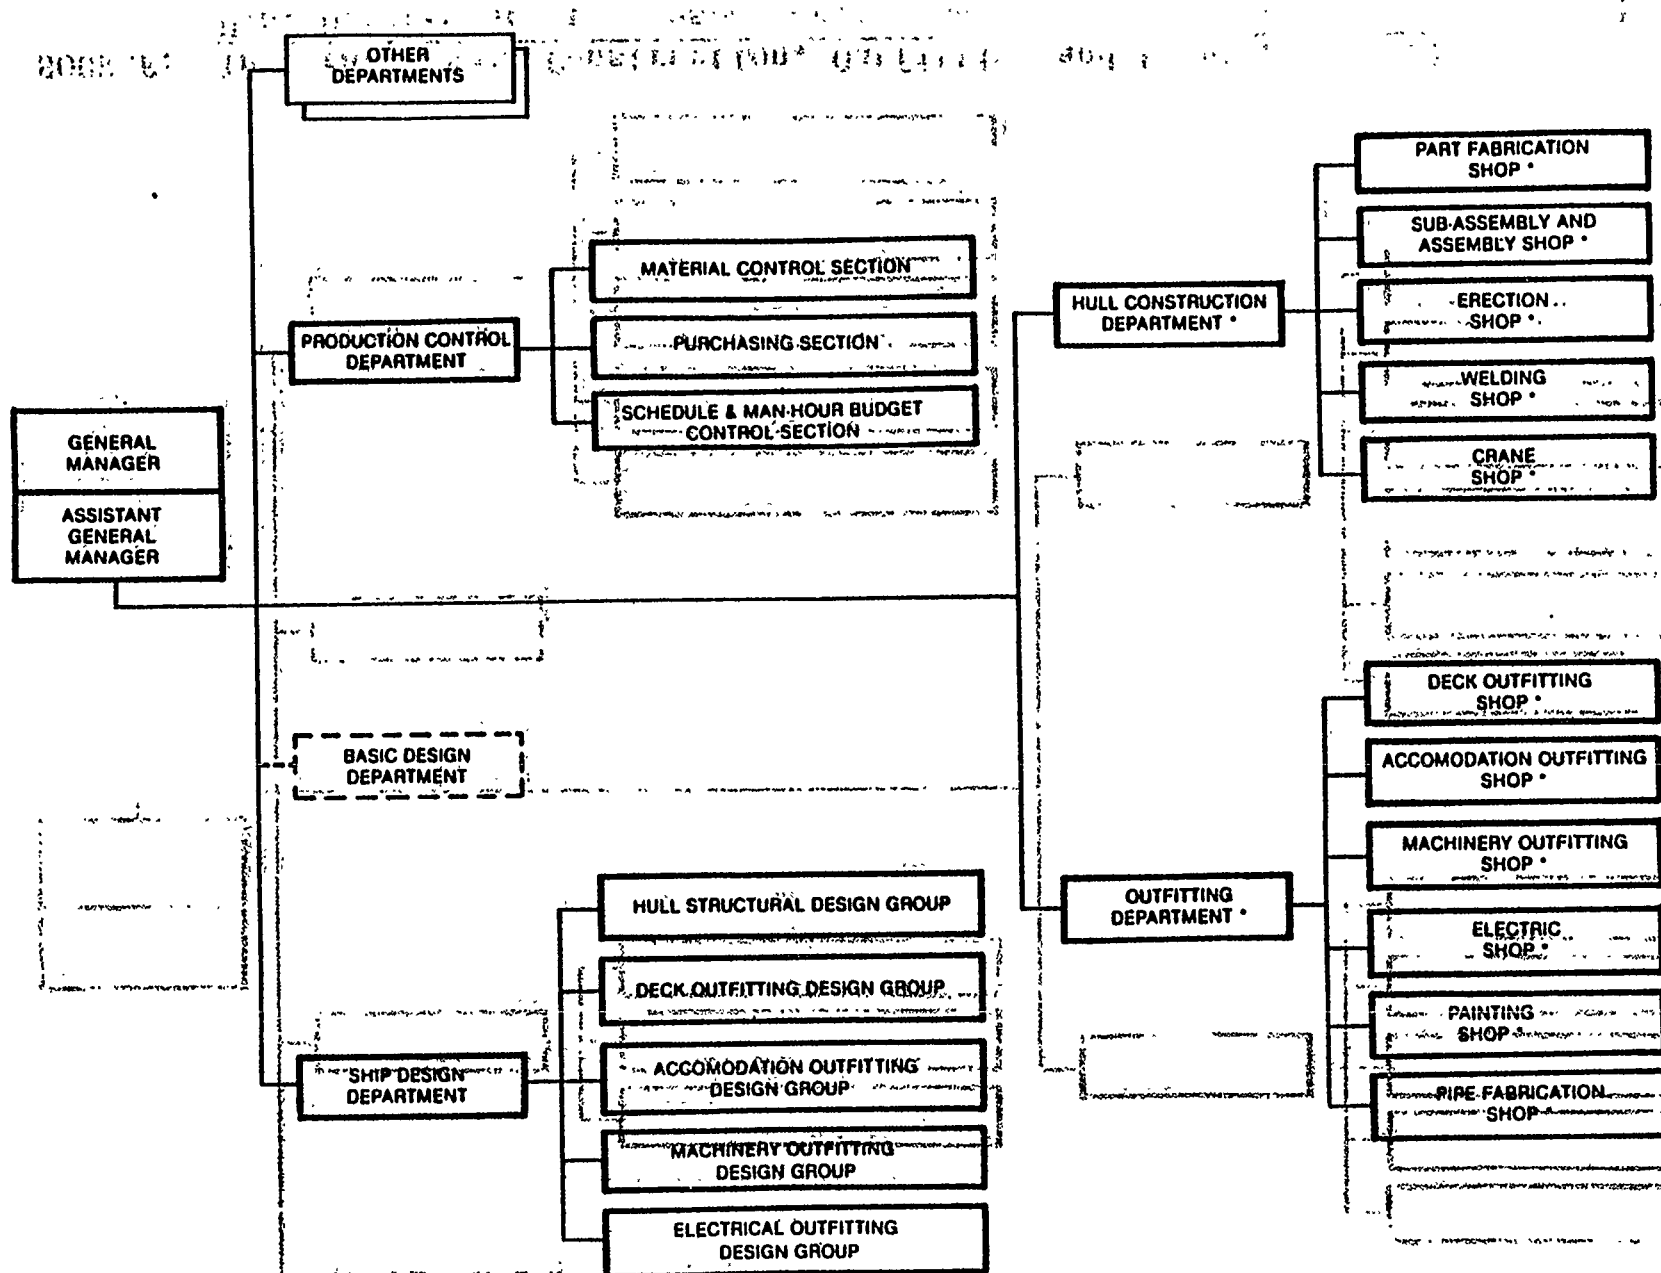 OTHER
DEPARTMENTS
PRODUCTION CONTROL
DEPARTMENT
MATERIAL CONTROL SECTION
PURCHASING SECTION
SCHEDULE & MAN-HOUR BUDGET
CONTROL SECTION
GENERAL
MANAGER
ASSISTANT
GENERAL
MANAGER
BASIC DESIGN
DEPARTMENT
SHIP DESIGN
DEPARTMENT
HULL STRUCTURAL DESIGN GROUP
DECK OUTFITTING DESIGN GROUP
ACCOMODATION OUTFITTING
DESIGN GROUP
MACHINERY OUTFITTING
DESIGN GROUP
ELECTRICAL OUTFITTING
DESIGN GROUP
HULL CONSTRUCTION
DEPARTMENT *
PART FABRICATION
SHOP *
SUB-ASSEMBLY AND
ASSEMBLY SHOP *
ERECTION
SHOP *
WELDING
SHOP *
CRANE
SHOP *
OUTFITTING
DEPARTMENT *
DECK OUTFITTING
SHOP *
ACCOMODATION OUTFITTING
SHOP *
MACHINERY OUTFITTING
SHOP *
ELECTRIC
SHOP *
PAINTING
SHOP *
PIPE FABRICATION
SHOP *